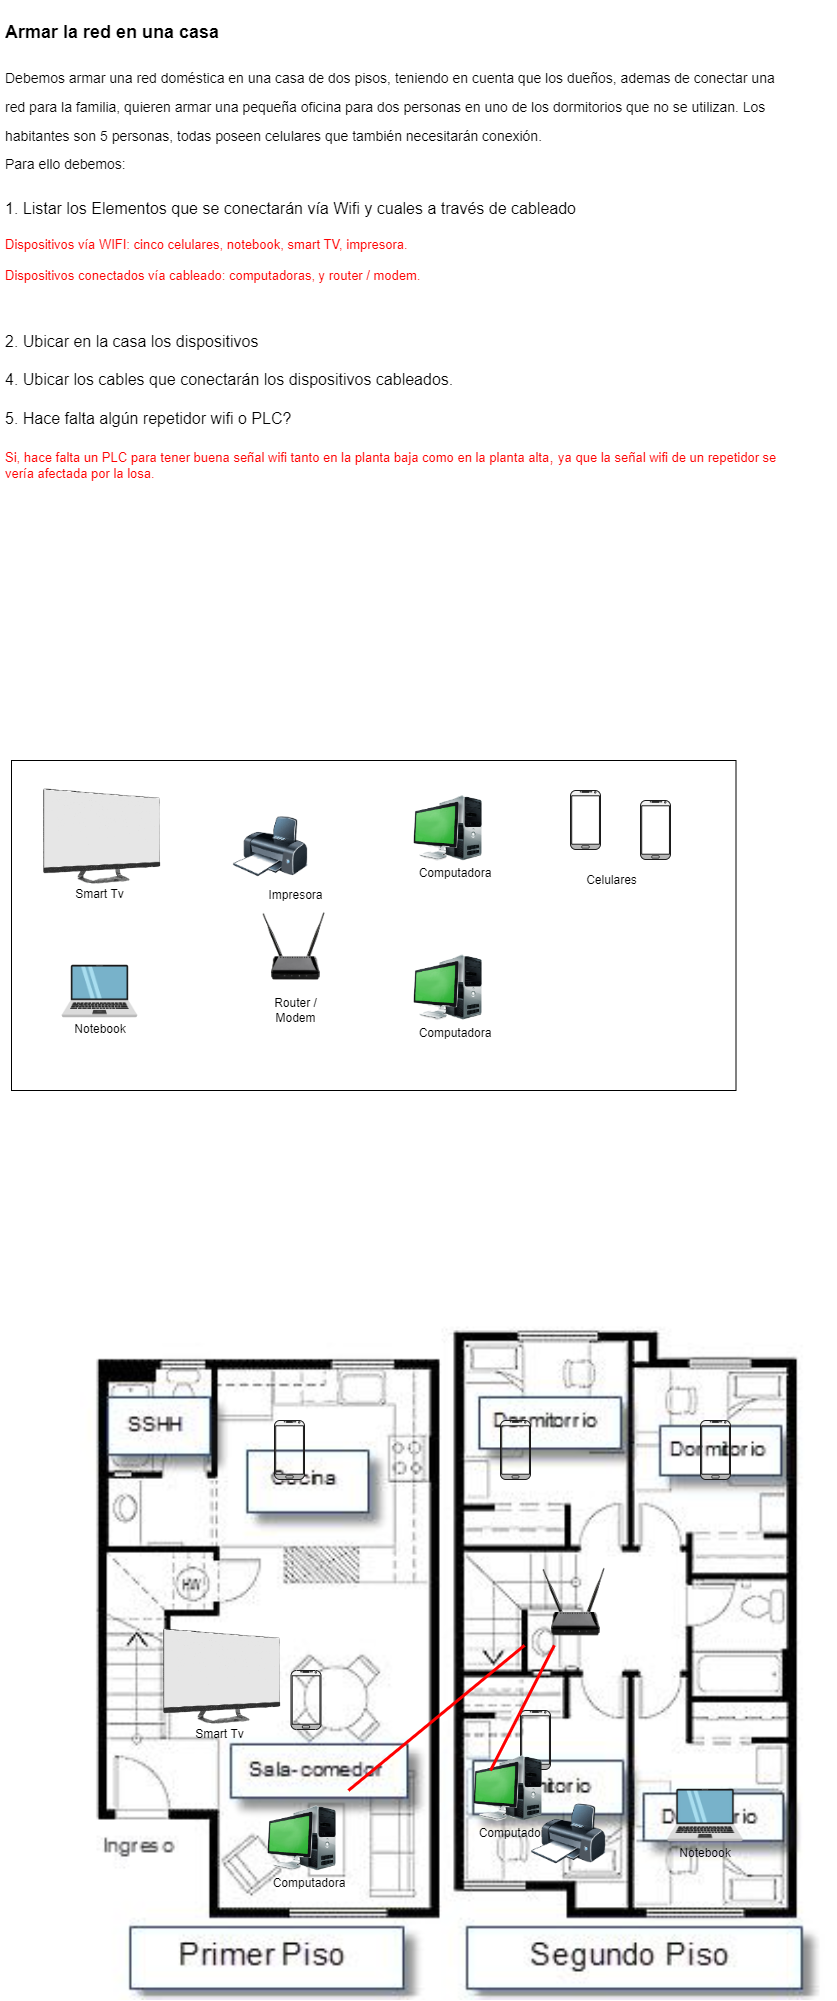 Armar la red en una casa
Debemos armar una red doméstica en una casa de dos pisos, teniendo en cuenta que los dueños, ademas de conectar una
red para la familia, quieren armar una pequeña oficina para dos personas en uno de los dormitorios que no se utilizan. Los
habitantes son 5 personas, todas poseen celulares que también necesitarán conexión.
Para ello debemos:
1. Listar los Elementos que se conectarán vía Wifi y cuales a través de cableado
Dispositivos vía WIFI: cinco celulares, notebook, smart TV, impresora.
Dispositivos conectados vía cableado: computadoras, y router / modem.
2. Ubicar en la casa los dispositivos
4. Ubicar los cables que conectarán los dispositivos cableados.
5. Hace falta algún repetidor wifi o PLC?
Si, hace falta un PLC para tener buena señal wifi tanto en la planta baja como en la planta alta, ya que la señal wifi de un repetidor se
vería afectada por la losa.
Smart Tv
Impresora
Computadora
Celulares
Notebook
Router /
Modem
Computadora
SSHH
Cocina
Dormitorrio
Dormitorio
HW
Smart Tv
Sala-comedor
Computado
Notebook
Ingreso
Computadora
Primer Piso
Segundo Piso